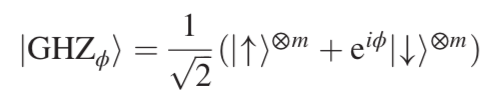 |GHZ_ϕ⟩ = 1/√2 (|↑⟩^{⊗m} + e^{iϕ}|↓⟩^{⊗m})